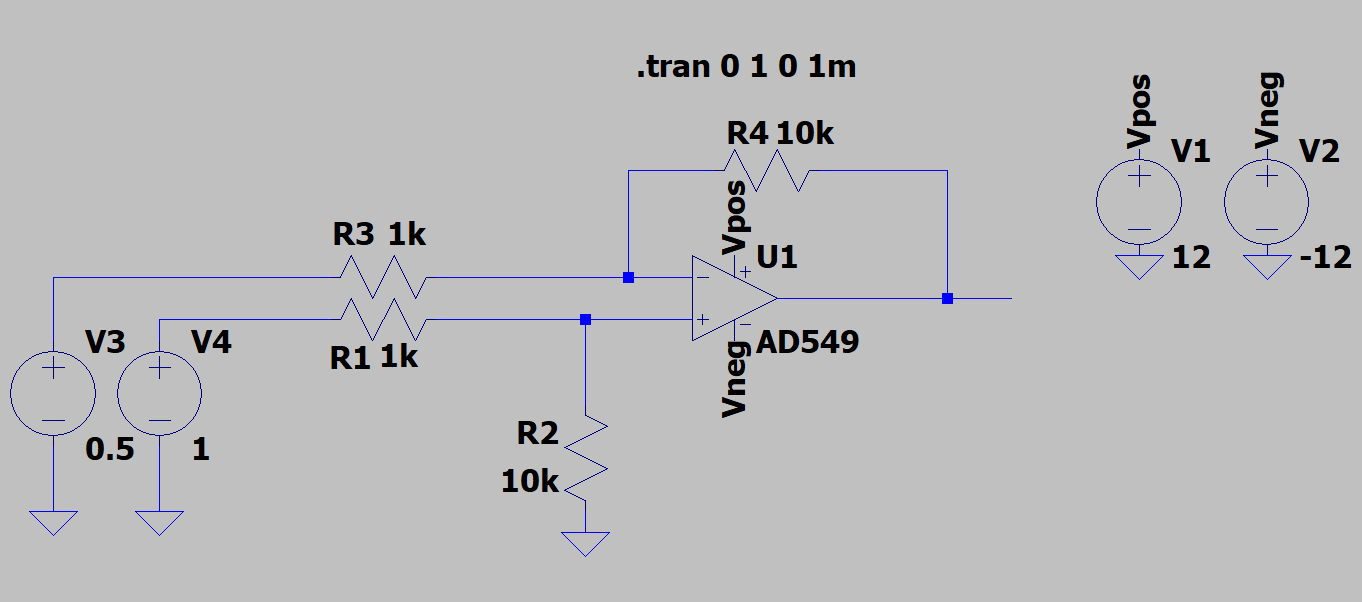 .tran 0 1 0 1m
R4 10k
Vpos
Vneg
V1
V2
12
-12
Vpos
U1
AD549
Vneg
R3 1k
R1 1k
V3
V4
0.5
1
R2
10k